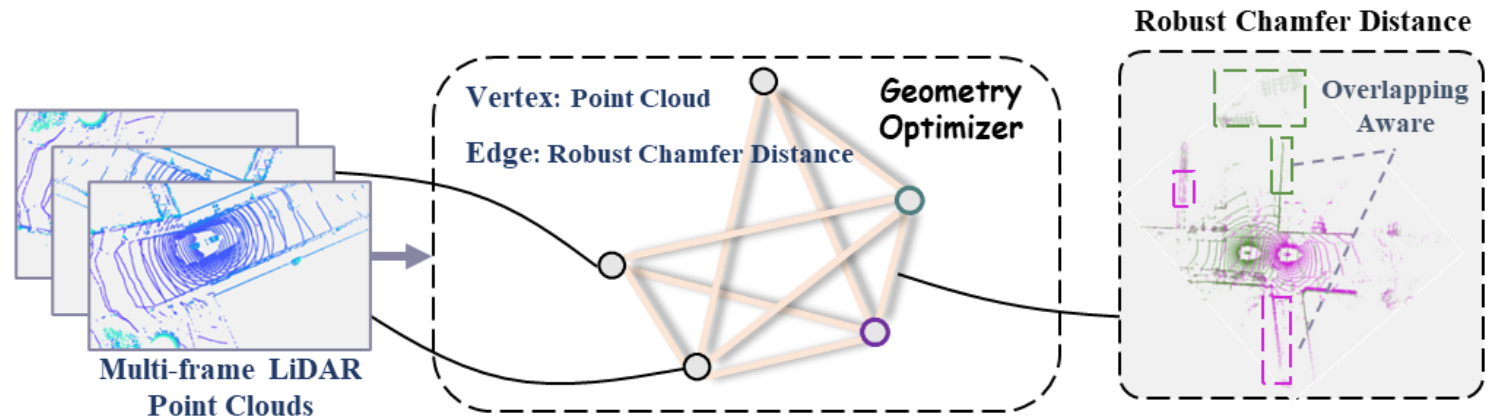 Multi-frame LiDAR
Point Clouds
Vertex: Point Cloud
Edge: Robust Chamfer Distance
Geometry
Optimizer
Robust Chamfer Distance
Overlapping
Aware